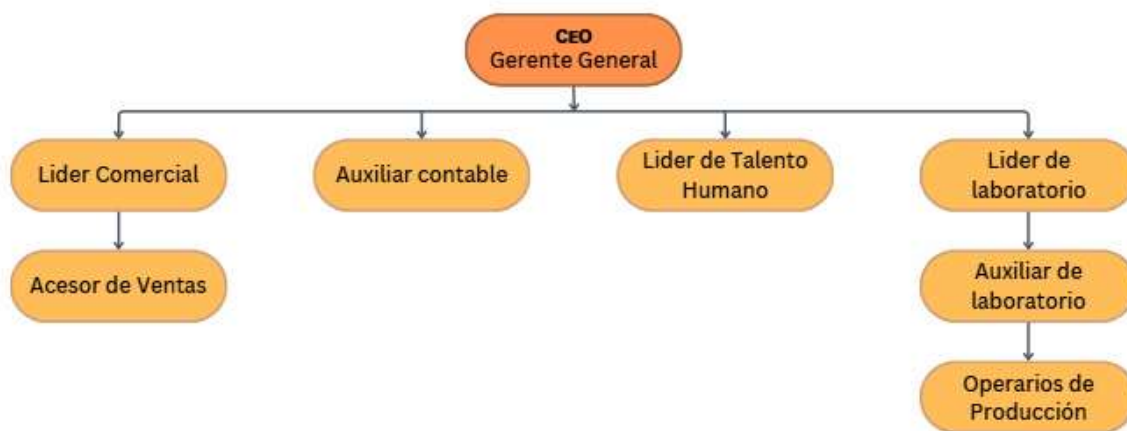 CEO
Gerente General
Lider Comercial
Auxiliar contable
Lider de Talento
Humano
Lider de
laboratorio
Acesor de Ventas
Auxiliar de
laboratorio
Operarios de
Producción